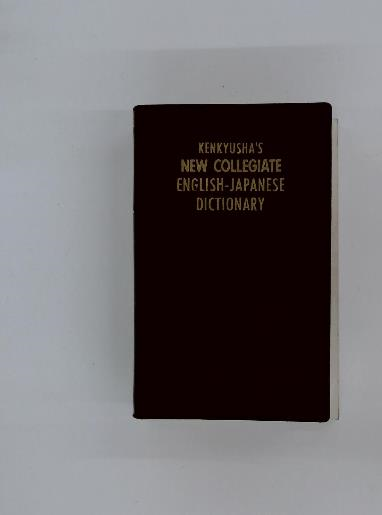 KENKYUSHA'S
NEW COLLEGIATE
ENGLISH-JAPANESE
DICTIONARY